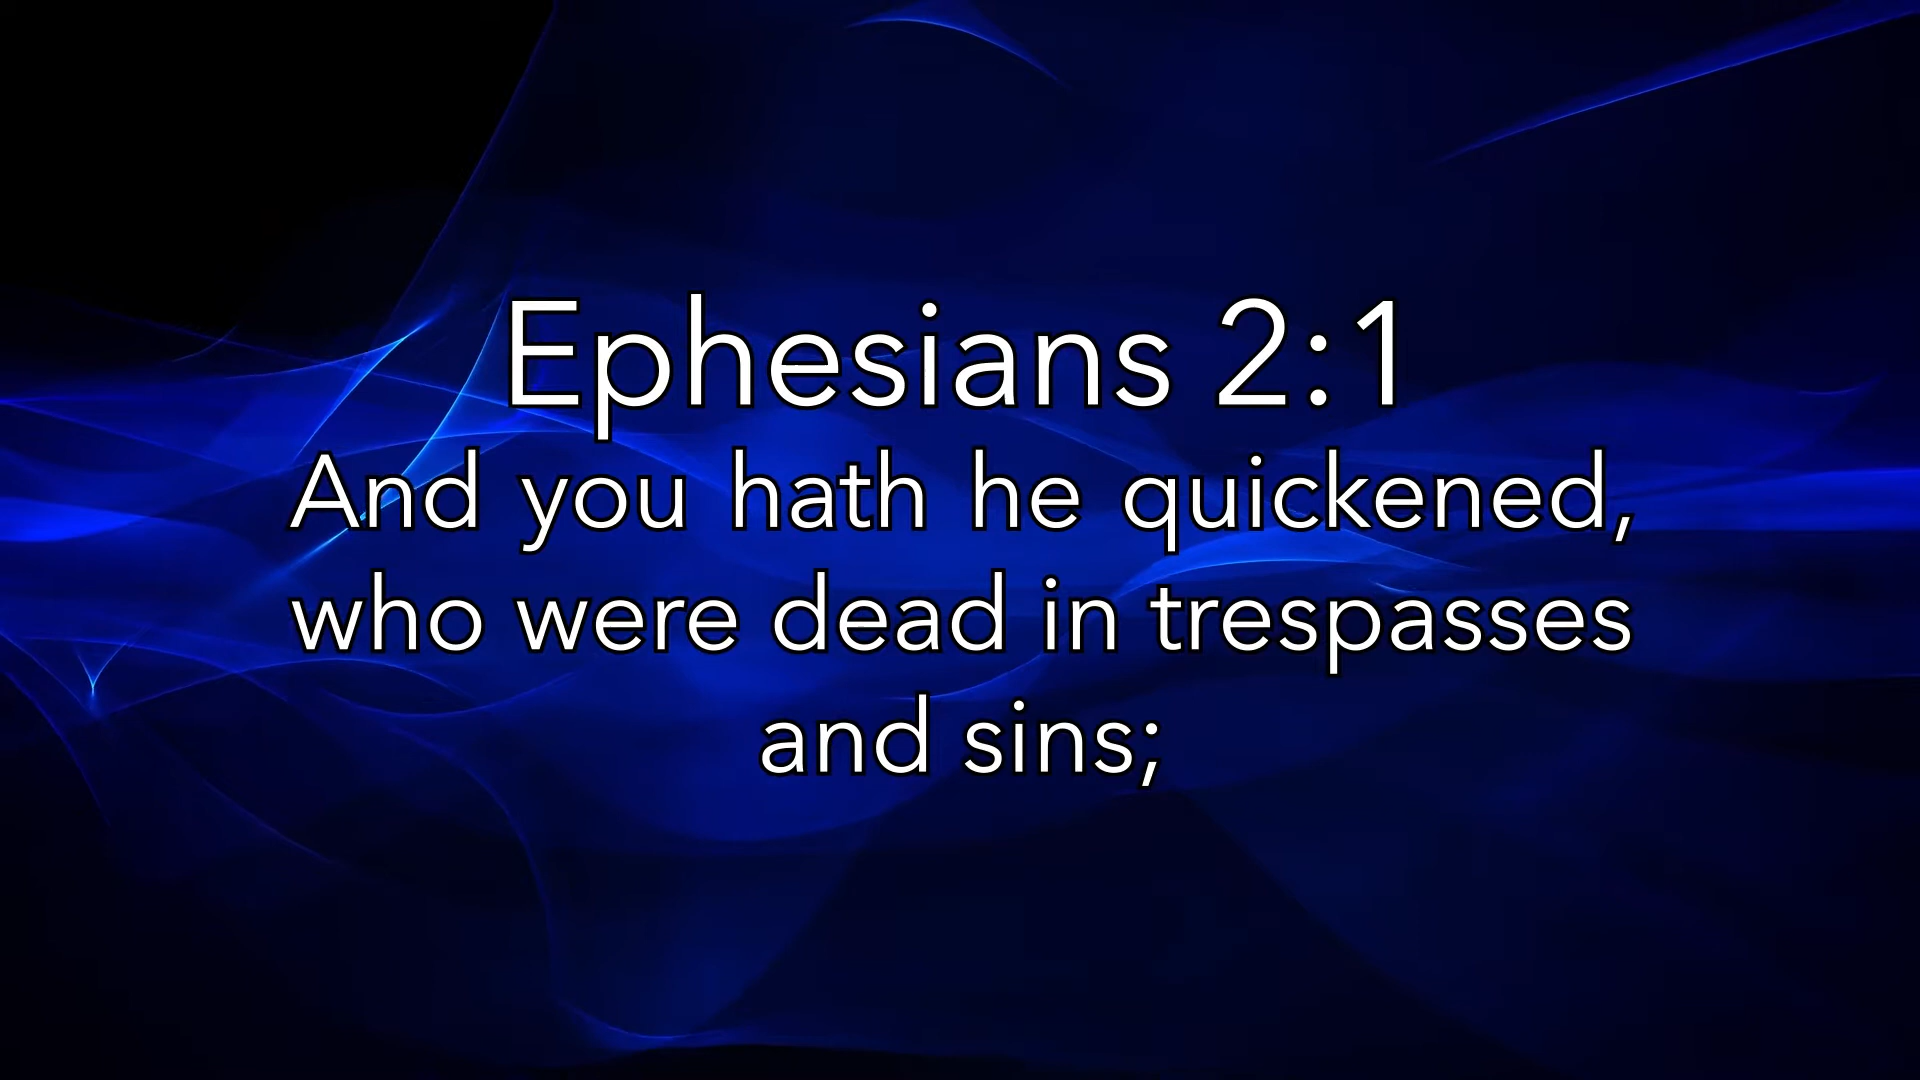 Ephesians 2:1
And you hath he quickened,
who were dead in trespasses
and sins;